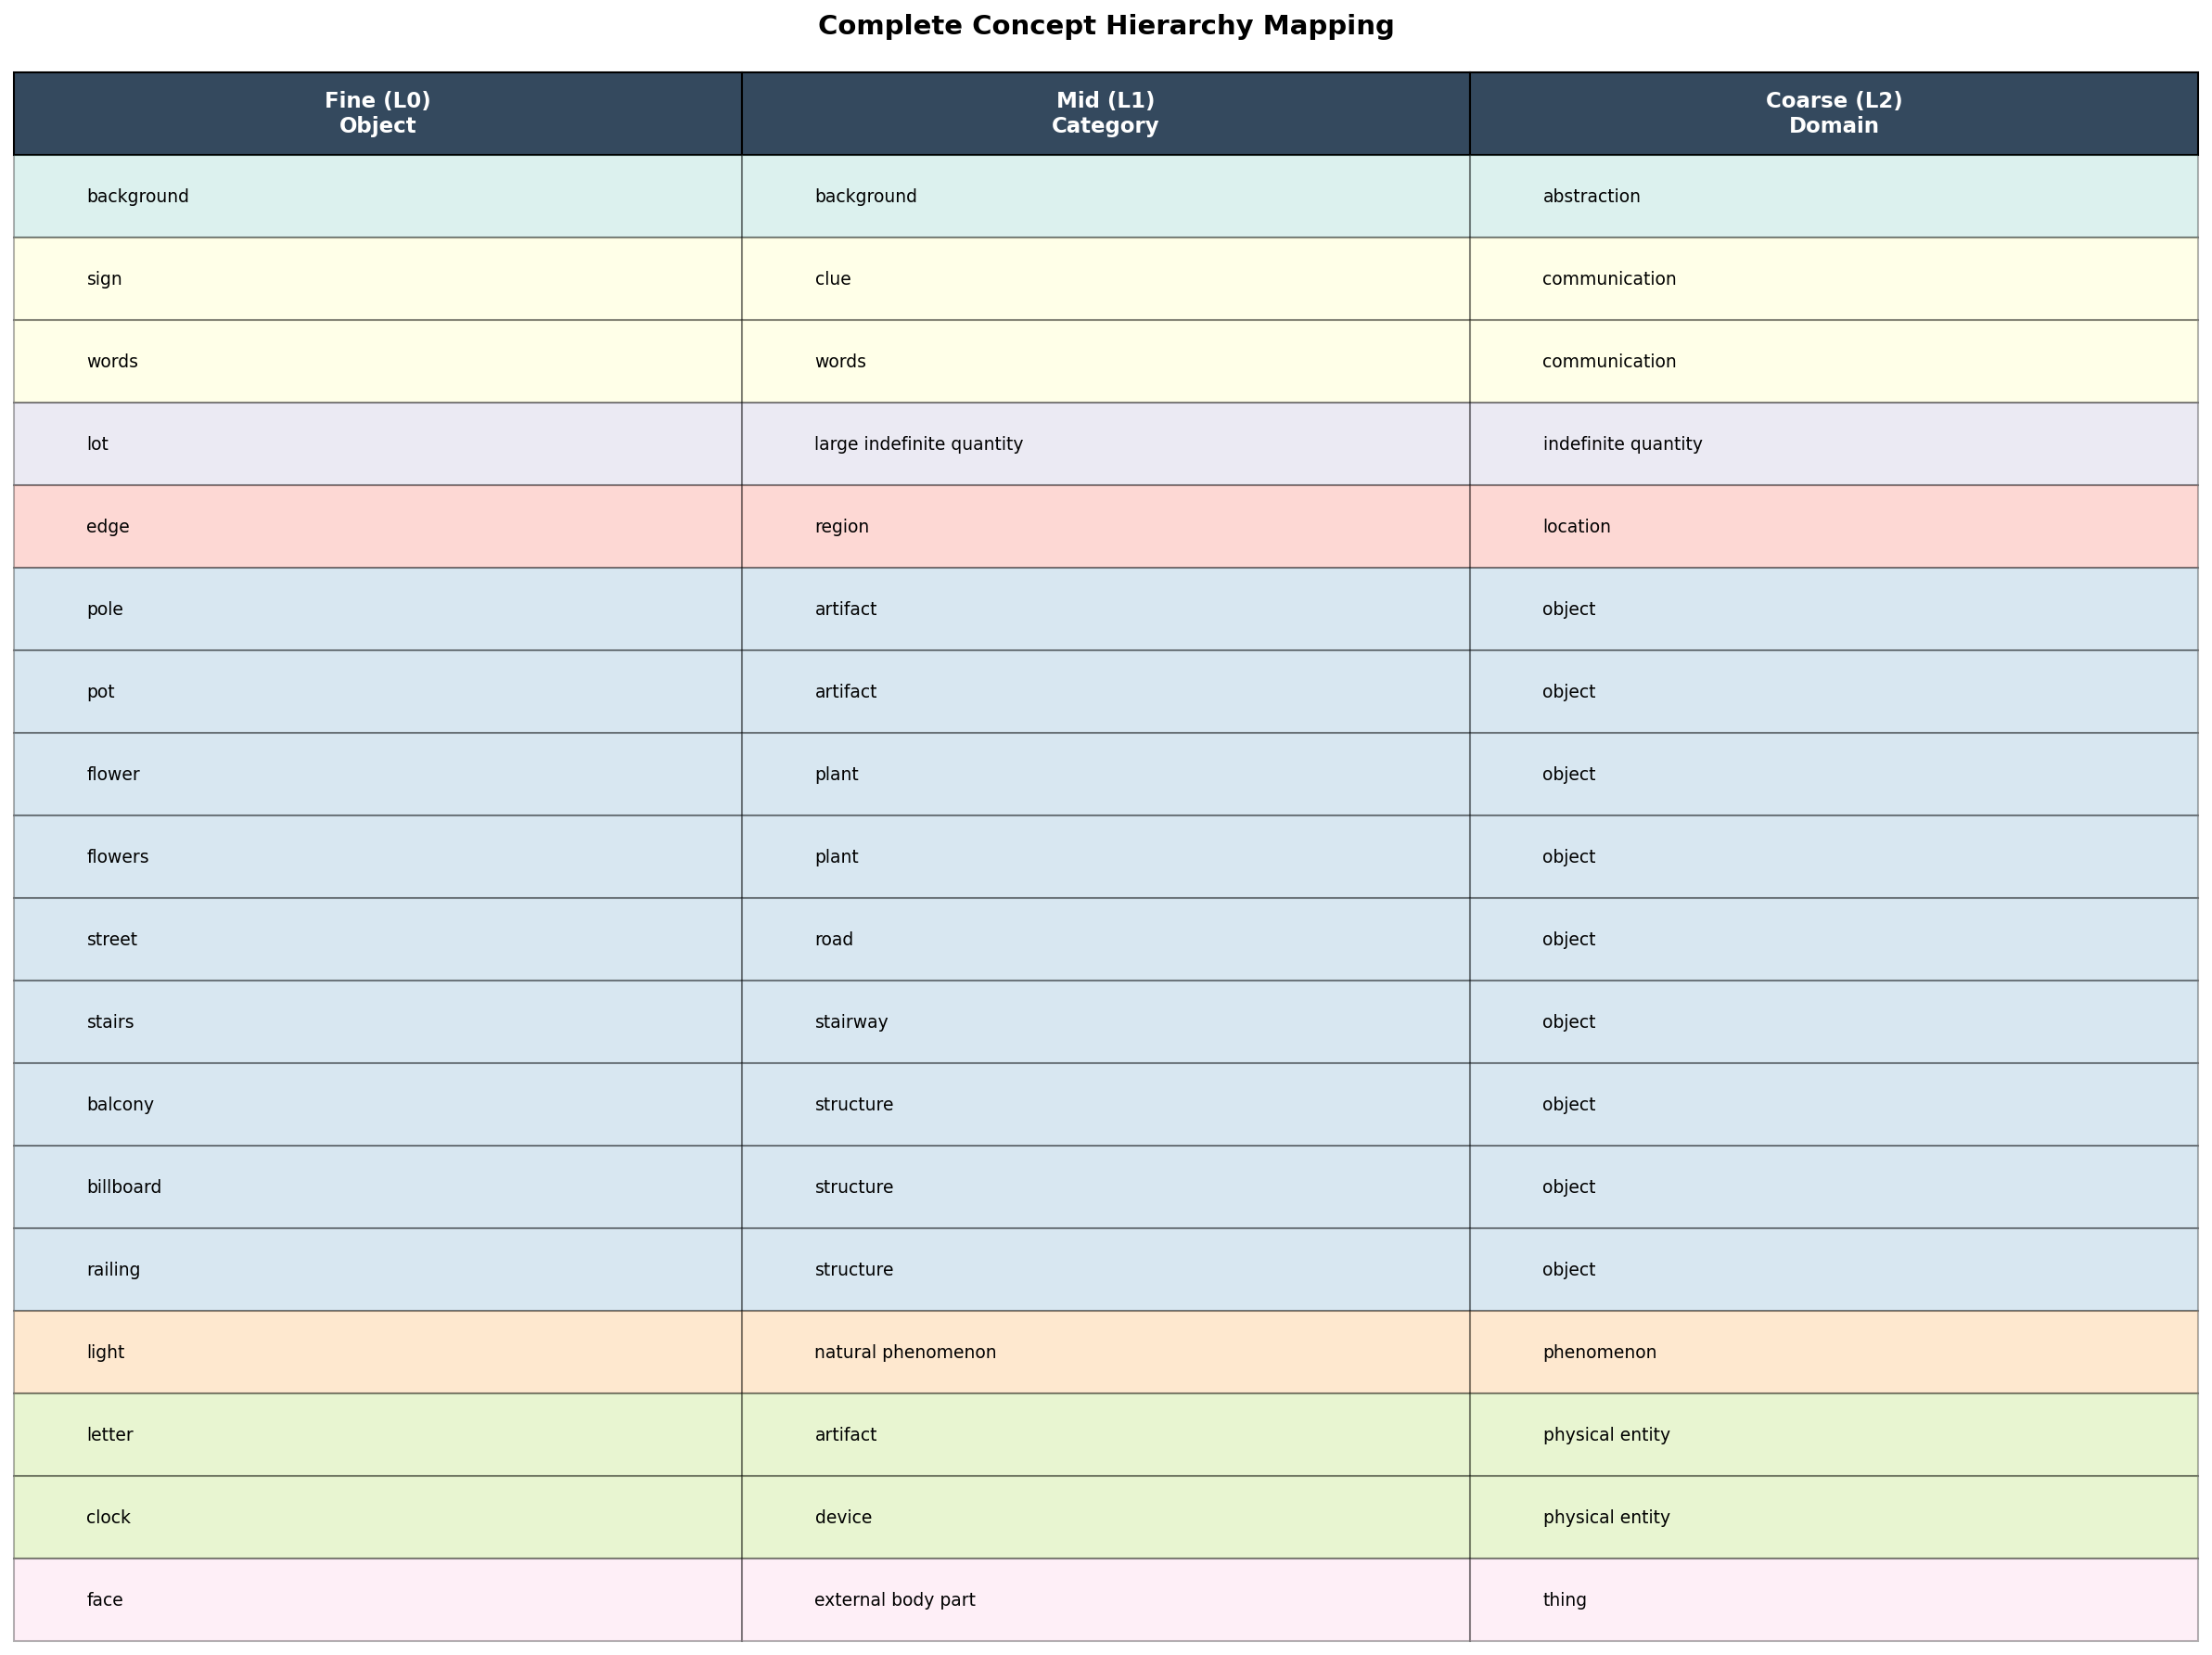 Complete Concept Hierarchy Mapping
Fine (L0) Mid (L1) Coarse (L2)
Object Category Domain
background background abstraction
sign clue communication
words words communication
lot large indefinite quantity indefinite quantity
edge region location
pole artifact object
pot artifact object
flower plant object
flowers plant object
street road object
stairs stairway object
balcony structure object
billboard structure object
railing structure object
light natural phenomenon phenomenon
letter artifact physical entity
clock device physical entity
face external body part thing